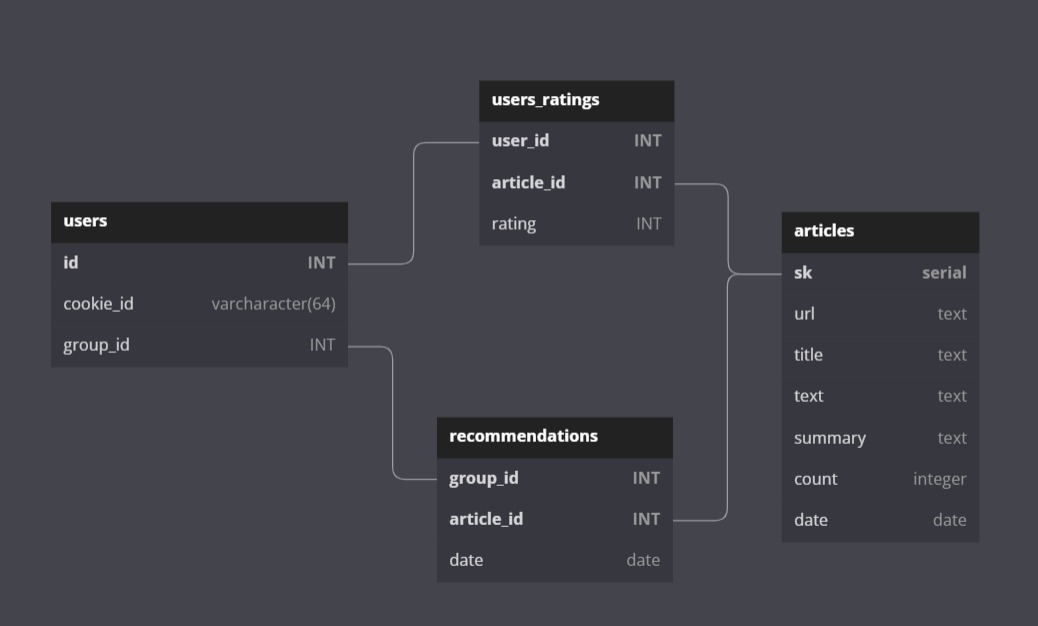 users_ratings
user_id INT
article_id INT
rating INT
users
id INT
cookie_id varcharacter(64)
group_id INT
articles
sk serial
url text
title text
text text
summary text
count integer
date date
recommendations
group_id INT
article_id INT
date date